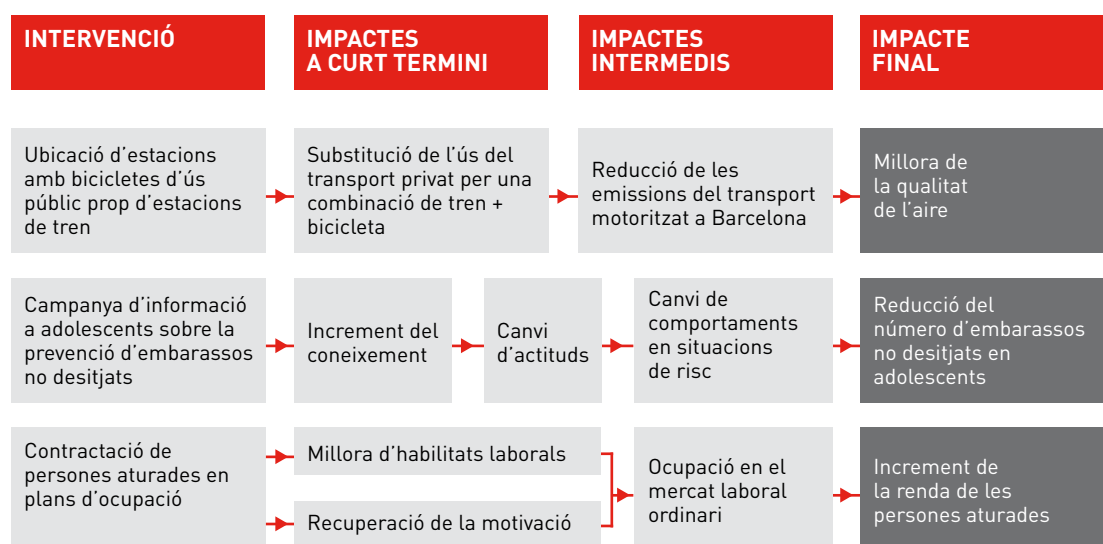 INTERVENCIÓ
IMPACTES
A CURT TERMINI
IMPACTES
INTERMEDIS
IMPACTE
FINAL
Ubicació d’estacions
amb bicicletes d’ús
públic prop d’estacions
de tren
Substitució de l’ús del
transport privat per una
combinació de tren +
bicicleta
Reducció de les
emissions del transport
motoritzat a Barcelona
Millora de
la qualitat
de l’aire
Campanya d’informació
a adolescents sobre la
prevenció d’embarassos
no desitjats
Increment del
coneixement
Canvi
d’actituds
Canvi de
comportaments
en situacions
de risc
Reducció del
número d’embarassos
no desitjats en
adolescents
Contractació de
persones aturades en
plans d’ocupació
Millora d’habilitats laborals
Recuperació de la motivació
Ocupació en el
mercat laboral
ordinari
Increment de
la renda de les
persones aturades